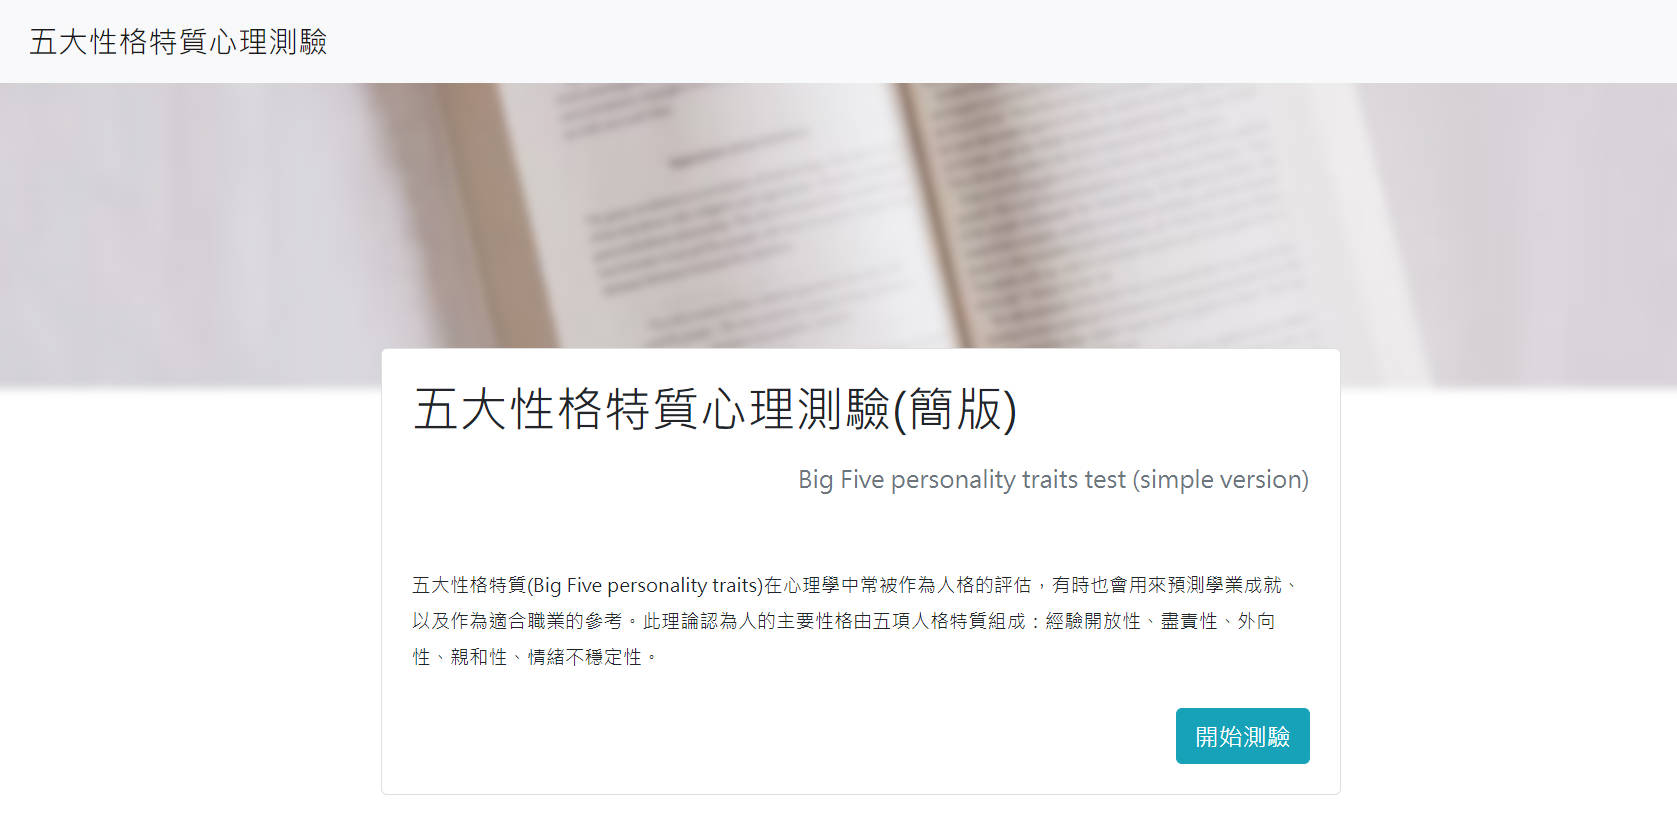 五大性格特質心理測驗
五大性格特質心理測驗(簡版)
Big Five personality traits test (simple version)
五大性格特質(Big Five personality traits)在心理學中常被作為人格的評估，有時也會用來預測學業成就、
以及作為適合職業的參考。此理論認為人的主要性格由五項人格特質組成：經驗開放性、盡責性、外向
性、親和性、情緒不穩定性。
開始測驗